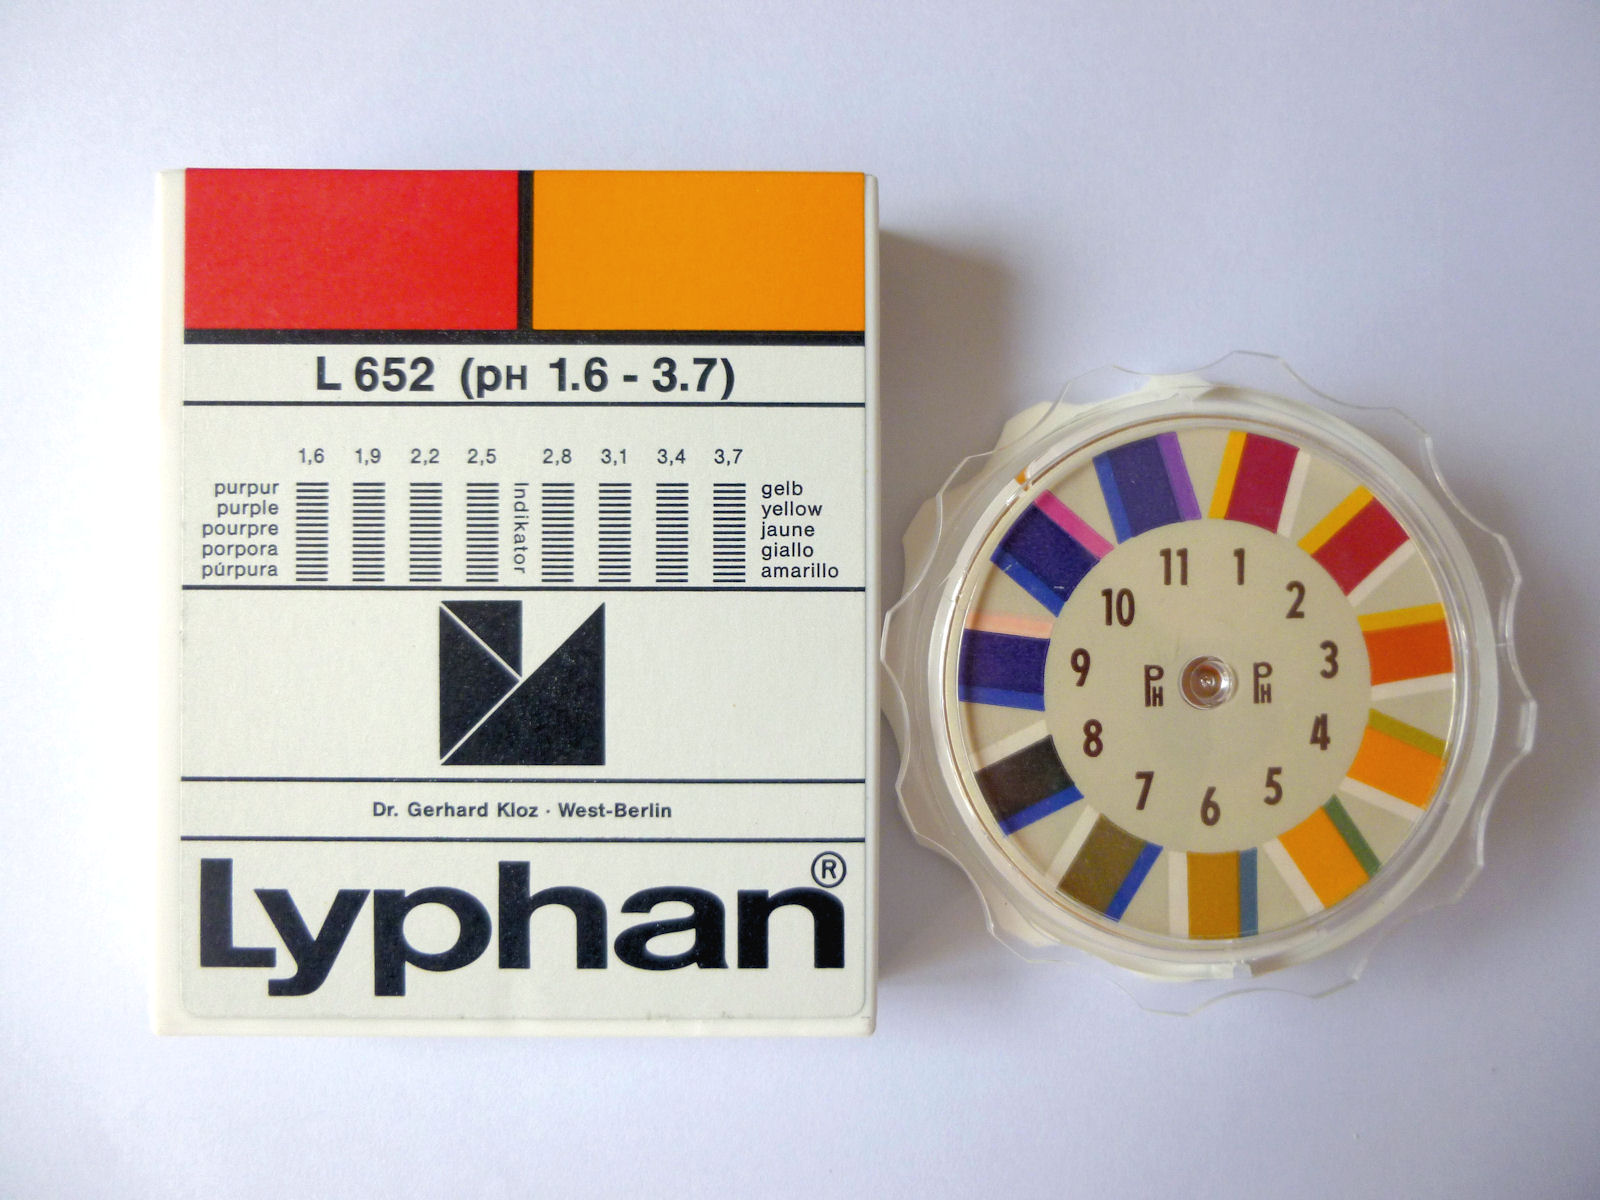 L 652 (pH 1.6 - 3.7)
1,6 1,9 2,2 2,5 2,8 3,1 3,4 3,7
purpur
purple
pourpre
porpora
púrpura
Indikator
gelb
yellow
jaune
giallo
amarillo
Dr. Gerhard Kloz · West-Berlin
Lyphan®
11 1
10 2
9 3
PH PH
8 4
7 5
6